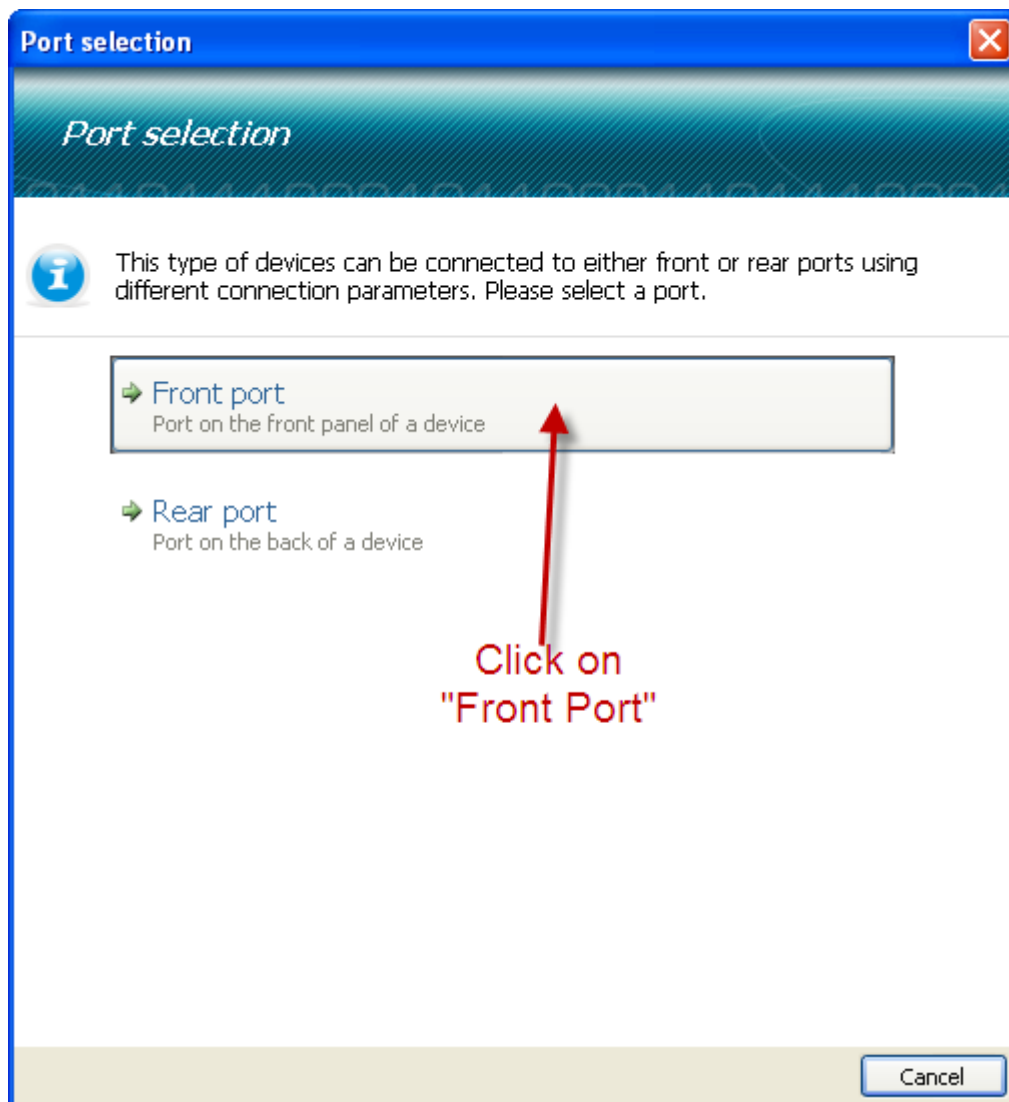 Port selection
Port selection
This type of devices can be connected to either front or rear ports using
different connection parameters. Please select a port.
Front port
Port on the front panel of a device
Rear port
Port on the back of a device
Click on
"Front Port"
Cancel